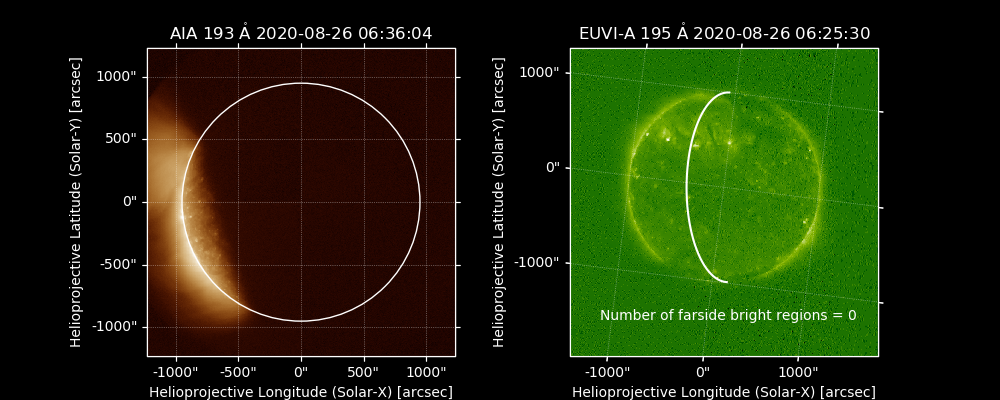 AIA 193 Å 2020-08-26 06:36:04
Helioprojective Latitude (Solar-Y) [arcsec]
1000"
500"
0"
-500"
-1000"
-1000" -500" 0" 500" 1000"
Helioprojective Longitude (Solar-X) [arcsec]
EUVI-A 195 Å 2020-08-26 06:25:30
Helioprojective Latitude (Solar-Y) [arcsec]
1000"
0"
-1000"
Number of farside bright regions = 0
-1000" 0" 1000"
Helioprojective Longitude (Solar-X) [arcsec]